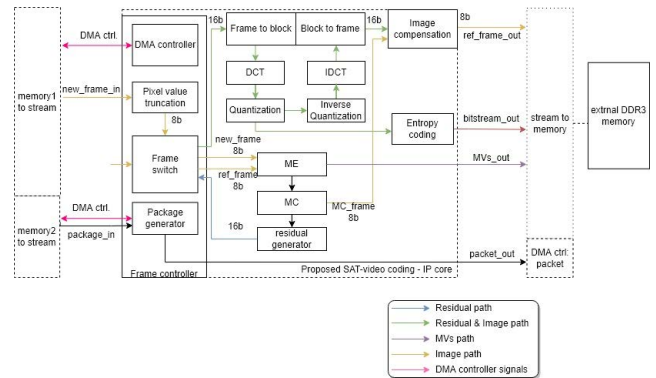 16b
16b
8b
DMA ctrl.
DMA controller
Frame to block
Block to frame
Image
compensation
ref_frame_out
memory1
to stream
new_frame_in
Pixel value
truncation
DCT
IDCT
8b
Quantization
Inverse
Quantization
Entropy
coding
bitstream_out
stream to
memory
extrnal DDR3
memory
Frame
switch
new_frame
8b
ref_frame
8b
ME
MVs_out
MC
MC_frame
8b
memory2
to stream
DMA ctrl.
package_in
Package
generator
16b
residual
generator
packet_out
DMA ctrl:
packet
Frame controller
Proposed SAT-video coding - IP core
Residual path
Residual & Image path
MVs path
Image path
DMA controller signals